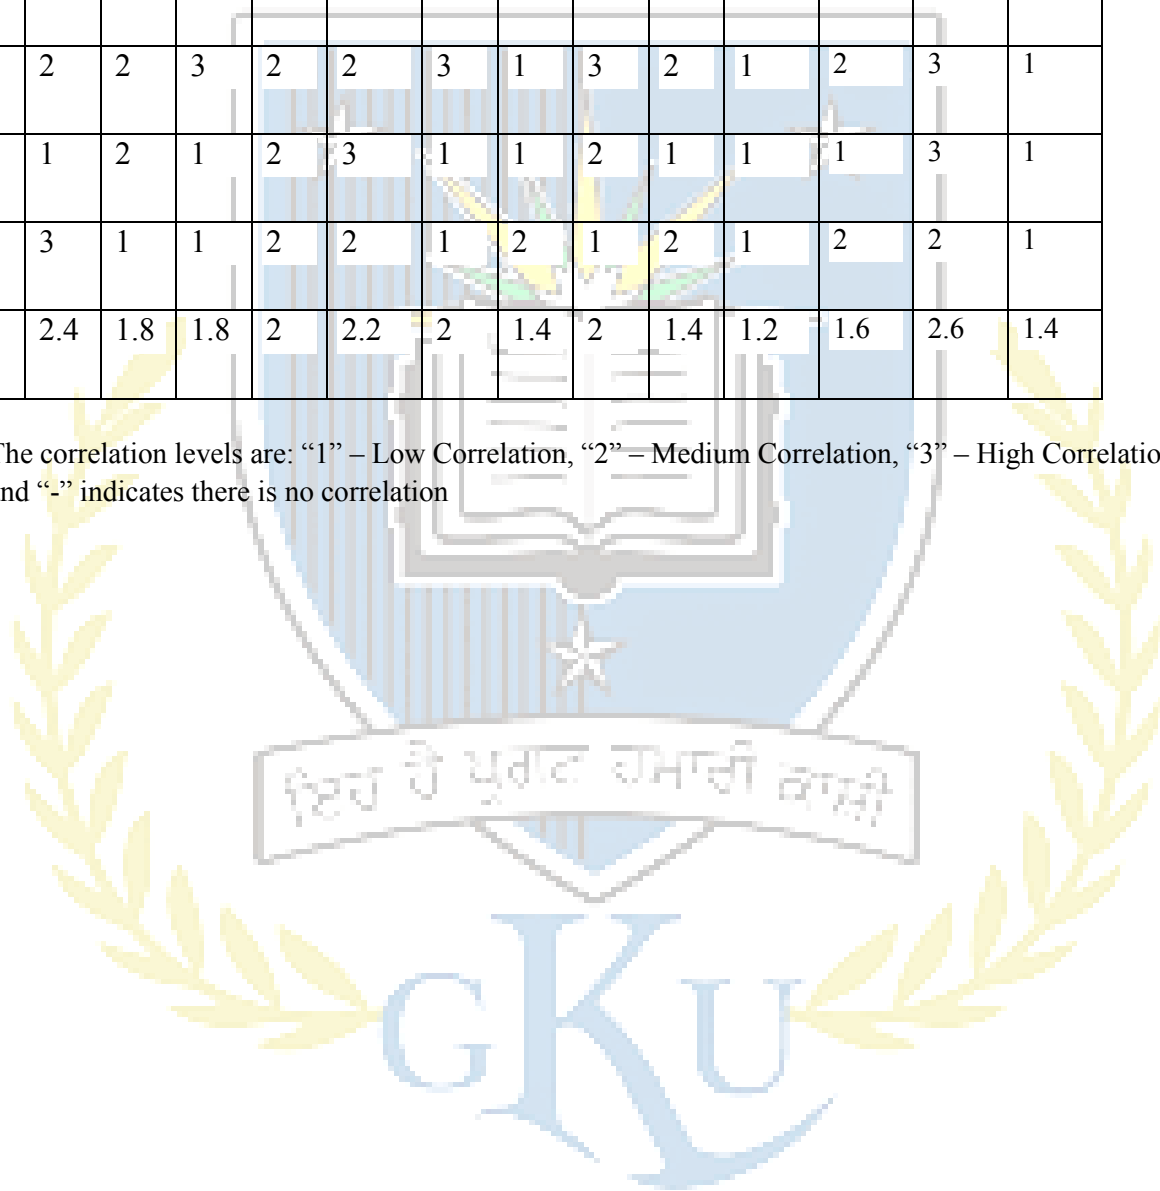 2 2 3 2 2 3 1 3 2 1 2 3 1
1 2 1 2 3 1 1 2 1 1 1 3 1
3 1 1 2 2 1 2 1 2 1 2 2 1
2.4 1.8 1.8 2 2.2 2 1.4 2 1.4 1.2 1.6 2.6 1.4
The correlation levels are: “1” – Low Correlation, “2” – Medium Correlation, “3” – High Correlatio
nd “-” indicates there is no correlation
ਇਹ ਹੈ ਪ੍ਰਗਟ ਹਮਾਰੀ ਕਾਸੀ
GKU